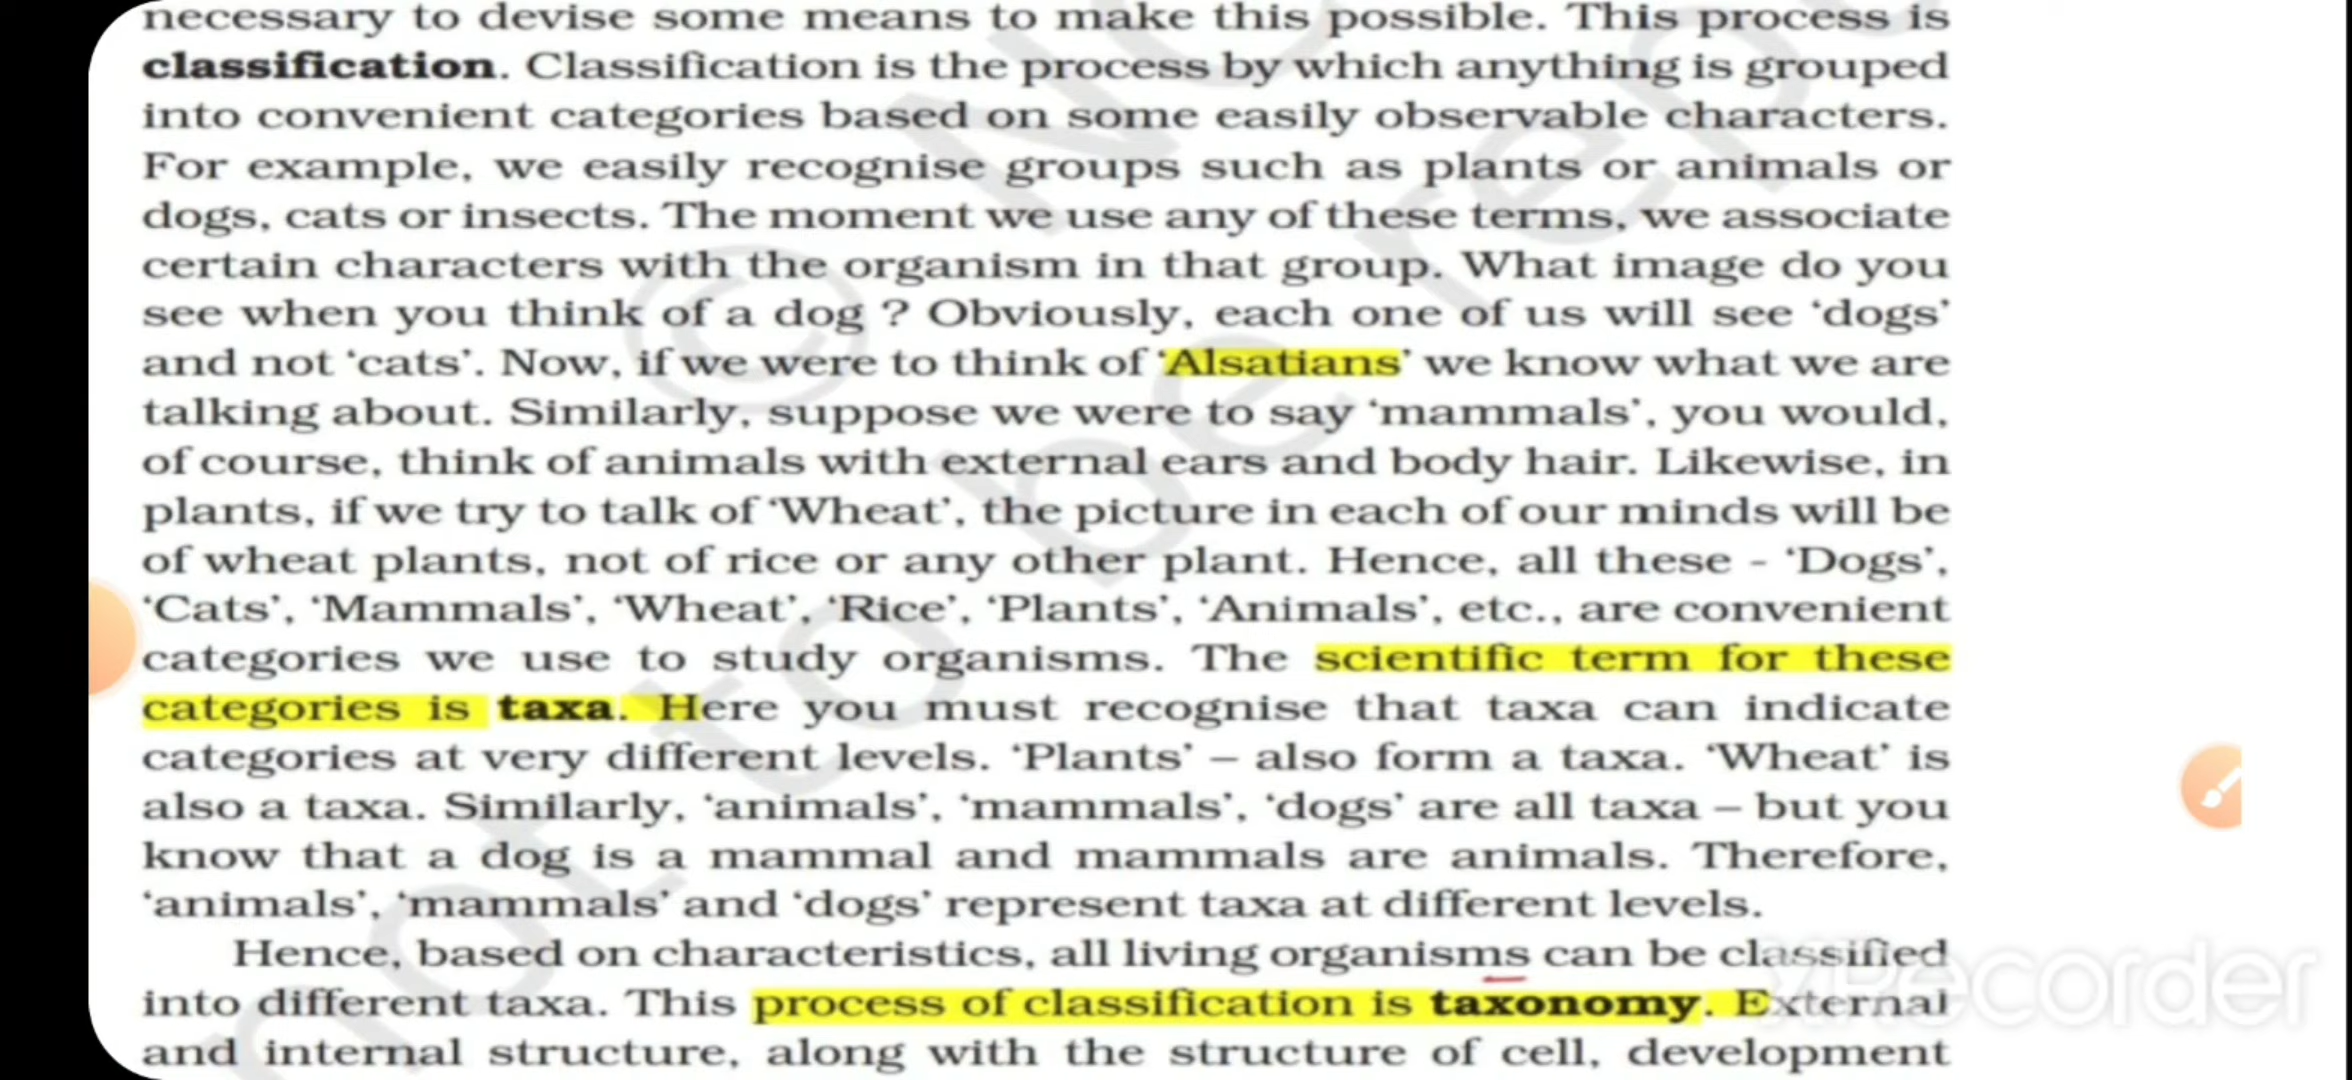 necessary to devise some means to make this possible. This process is
classification. Classification is the process by which anything is grouped
into convenient categories based on some easily observable characters.
For example, we easily recognise groups such as plants or animals or
dogs, cats or insects. The moment we use any of these terms, we associate
certain characters with the organism in that group. What image do you
see when you think of a dog ? Obviously, each one of us will see ‘dogs’
and not ‘cats’. Now, if we were to think of ‘Alsatians’ we know what we are
talking about. Similarly, suppose we were to say ‘mammals’, you would,
of course, think of animals with external ears and body hair. Likewise, in
plants, if we try to talk of ‘Wheat’, the picture in each of our minds will be
of wheat plants, not of rice or any other plant. Hence, all these - ‘Dogs’,
‘Cats’, ‘Mammals’, ‘Wheat’, ‘Rice’, ‘Plants’, ‘Animals’, etc., are convenient
categories we use to study organisms. The scientific term for these
categories is taxa. Here you must recognise that taxa can indicate
categories at very different levels. ‘Plants’ – also form a taxa. ‘Wheat’ is
also a taxa. Similarly, ‘animals’, ‘mammals’, ‘dogs’ are all taxa – but you
know that a dog is a mammal and mammals are animals. Therefore,
‘animals’, ‘mammals’ and ‘dogs’ represent taxa at different levels.
Hence, based on characteristics, all living organisms can be classified
into different taxa. This process of classification is taxonomy. External
and internal structure, along with the structure of cell, development
not to be rep
XRecorder